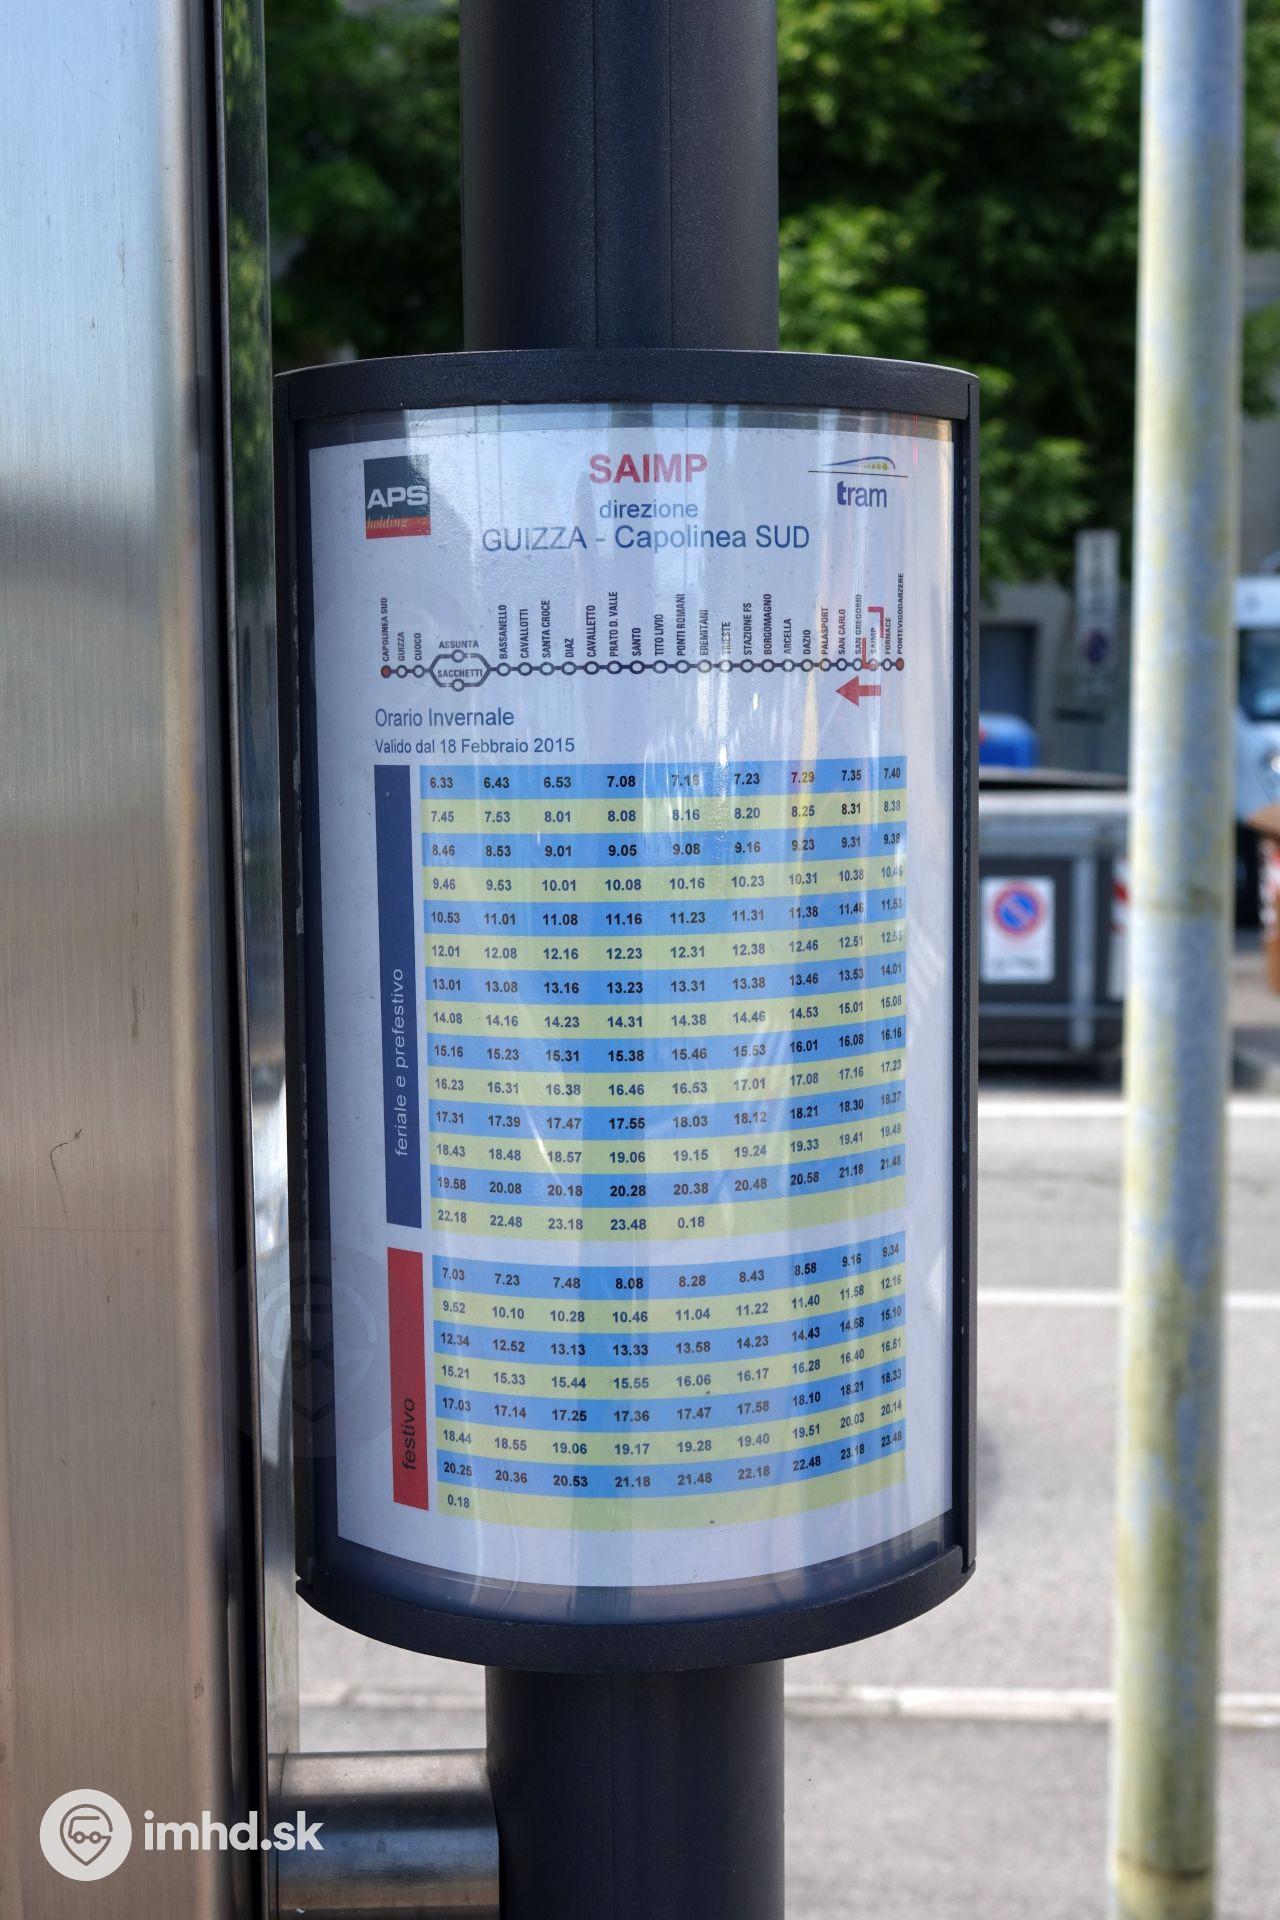 APS
holding
SAIMP
direzione
GUIZZA - Capolinea SUD
tram
CAPOLINEA SUD
GUIZZA
CUOCO
ASSUNTA
SACCHETTI
BASSANELLO
CAVALLOTTI
SANTA CROCE
DIAZ
CAVALLETTO
PRATO D. VALLE
SANTO
TITO LIVIO
PONTI ROMANI
EREMITANI
TRIESTE
STAZIONE FS
BORGOMAGNO
ARCELLA
DAZIO
PALASPORT
SAN CARLO
SAN GREGORIO
SAIMP
FORNACE
PONTEVIGODARZERE
Orario Invernale
Valido dal 18 Febbraio 2015
feriale e prefestivo
6.33 6.43 6.53 7.08 7.16 7.23 7.29 7.35 7.40
7.45 7.53 8.01 8.08 8.16 8.20 8.25 8.31 8.38
8.46 8.53 9.01 9.05 9.08 9.16 9.23 9.31 9.38
9.46 9.53 10.01 10.08 10.16 10.23 10.31 10.38 10.46
10.53 11.01 11.08 11.16 11.23 11.31 11.38 11.46 11.53
12.01 12.08 12.16 12.23 12.31 12.38 12.46 12.51 12.55
13.01 13.08 13.16 13.23 13.31 13.38 13.46 13.53 14.01
14.08 14.16 14.23 14.31 14.38 14.46 14.53 15.01 15.08
15.16 15.23 15.31 15.38 15.46 15.53 16.01 16.08 16.16
16.23 16.31 16.38 16.46 16.53 17.01 17.08 17.16 17.23
17.31 17.39 17.47 17.55 18.03 18.12 18.21 18.30 18.37
18.43 18.48 18.57 19.06 19.15 19.24 19.33 19.41 19.49
19.58 20.08 20.18 20.28 20.38 20.48 20.58 21.18 21.48
22.18 22.48 23.18 23.48 0.18
festivo
7.03 7.23 7.48 8.08 8.28 8.43 8.58 9.16 9.34
9.52 10.10 10.28 10.46 11.04 11.22 11.40 11.58 12.16
12.34 12.52 13.13 13.33 13.58 14.23 14.43 14.58 15.10
15.21 15.33 15.44 15.55 16.06 16.17 16.28 16.40 16.51
17.03 17.14 17.25 17.36 17.47 17.58 18.10 18.21 18.33
18.44 18.55 19.06 19.17 19.28 19.40 19.51 20.03 20.14
20.25 20.36 20.53 21.18 21.48 22.18 22.48 23.18 23.48
0.18
imhd.sk